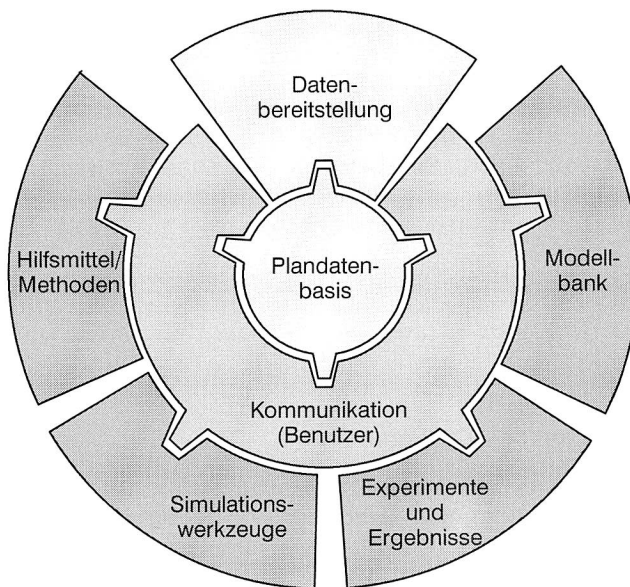 Daten-
bereitstellung
Hilfsmittel/
Methoden
Plandaten-
basis
Modell-
bank
Kommunikation
(Benutzer)
Simulations-
werkzeuge
Experimente
und
Ergebnisse